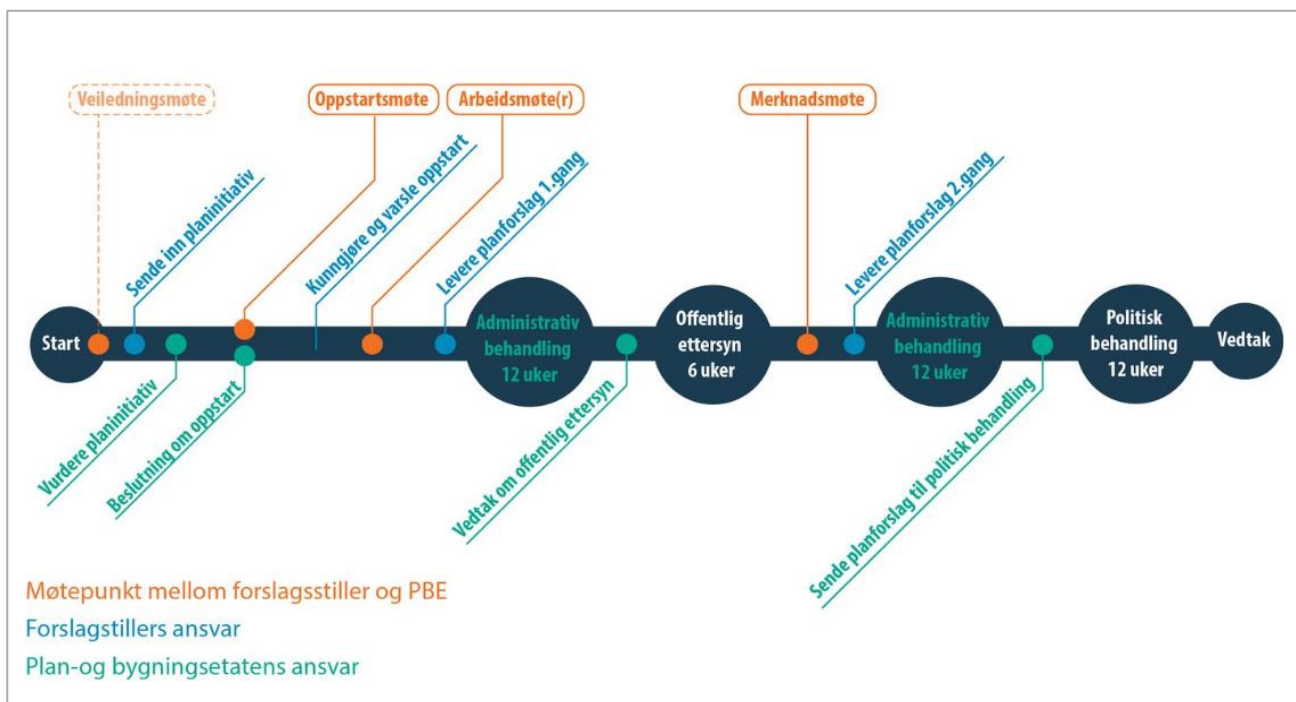 Veiledningsmøte
Oppstartsmøte
Arbeidsmøte(r)
Merknadsmøte
Sende inn planinitiativ
Kunngjøre og varsle oppstart
Levere planforslag 1.gang
Levere planforslag 2.gang
Start
Administrativ
behandling
12 uker
Offentlig
ettersyn
6 uker
Administrativ
behandling
12 uker
Politisk
behandling
12 uker
Vedtak
Vurdere planinitiativ
Beslutning om oppstart
Vedtak om offentlig ettersyn
Sende planforslag til politisk behandling
Møtepunkt mellom forslagsstiller og PBE
Forslagstillers ansvar
Plan-og bygningsetatens ansvar